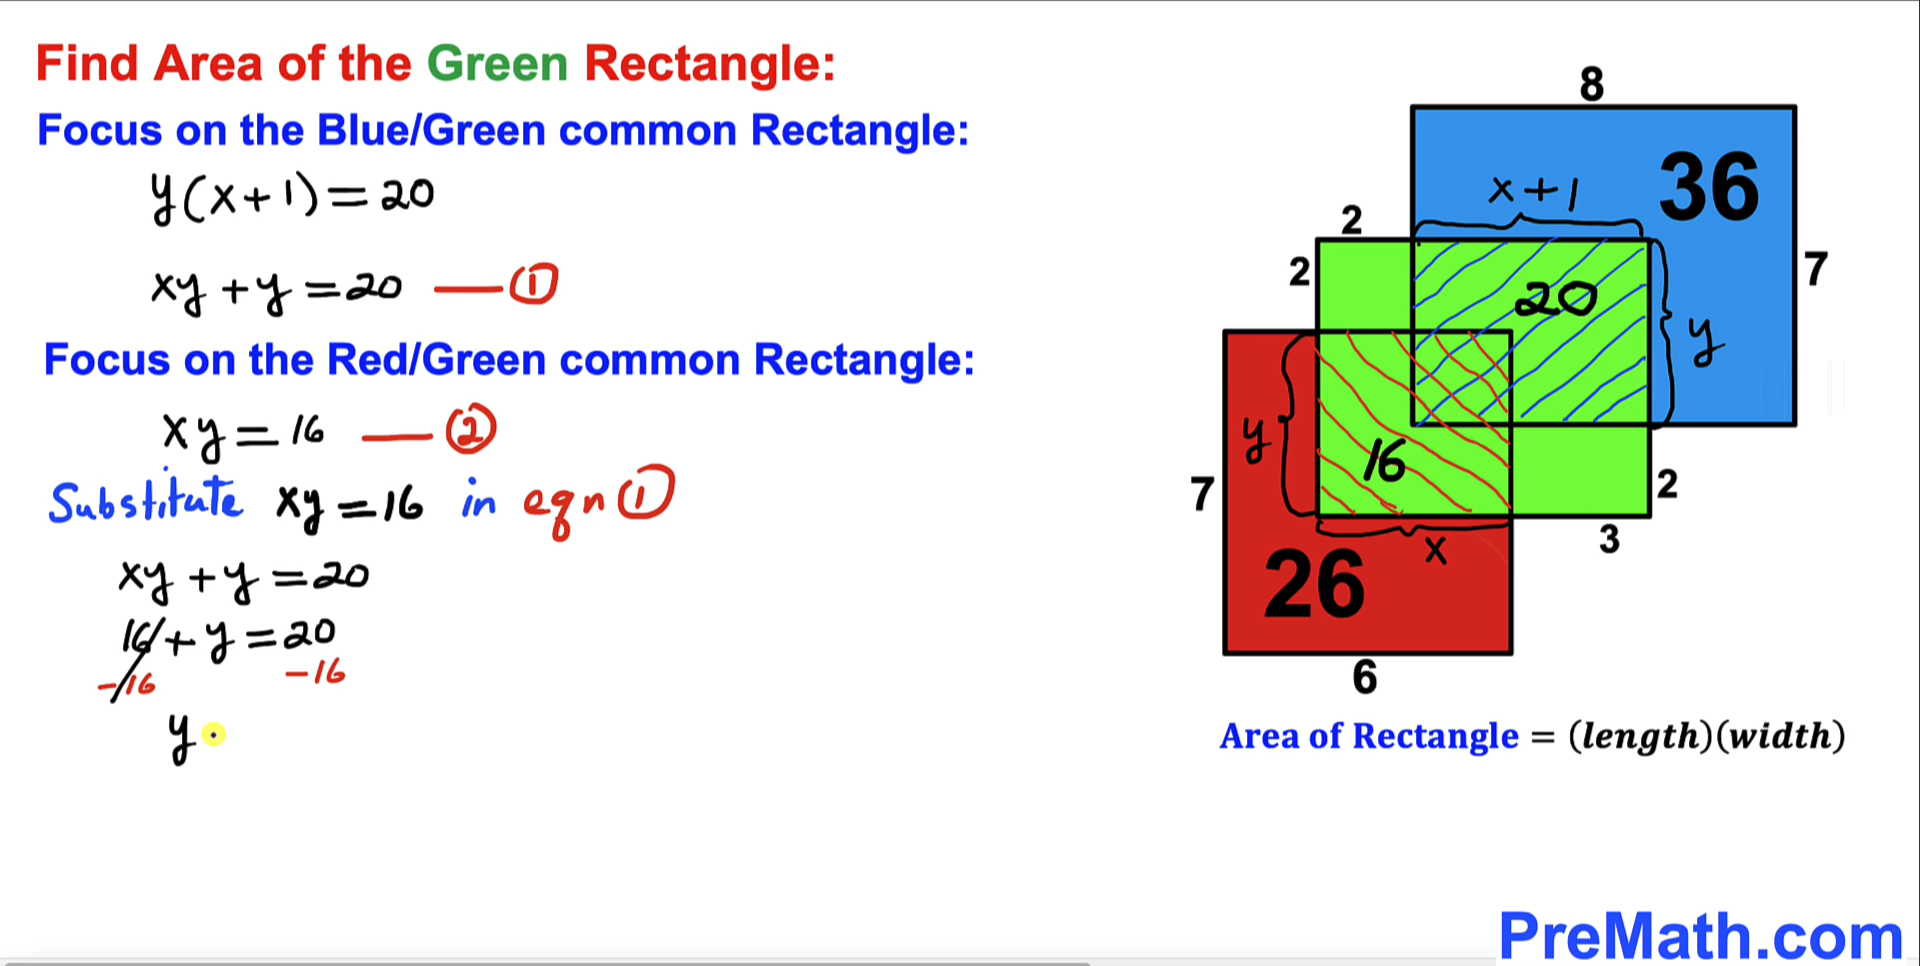 Find Area of the Green Rectangle:
Focus on the Blue/Green common Rectangle:
y(x+1)=20
xy+y=20 —①
Focus on the Red/Green common Rectangle:
xy=16 —②
Substitute xy=16 in eqn ①
xy+y=20
16+y=20
-16 -16
y
8
36
x+1
2
2
7
20
y
y
16
7
2
3
x
26
6
Area of Rectangle = (length)(width)
PreMath.com